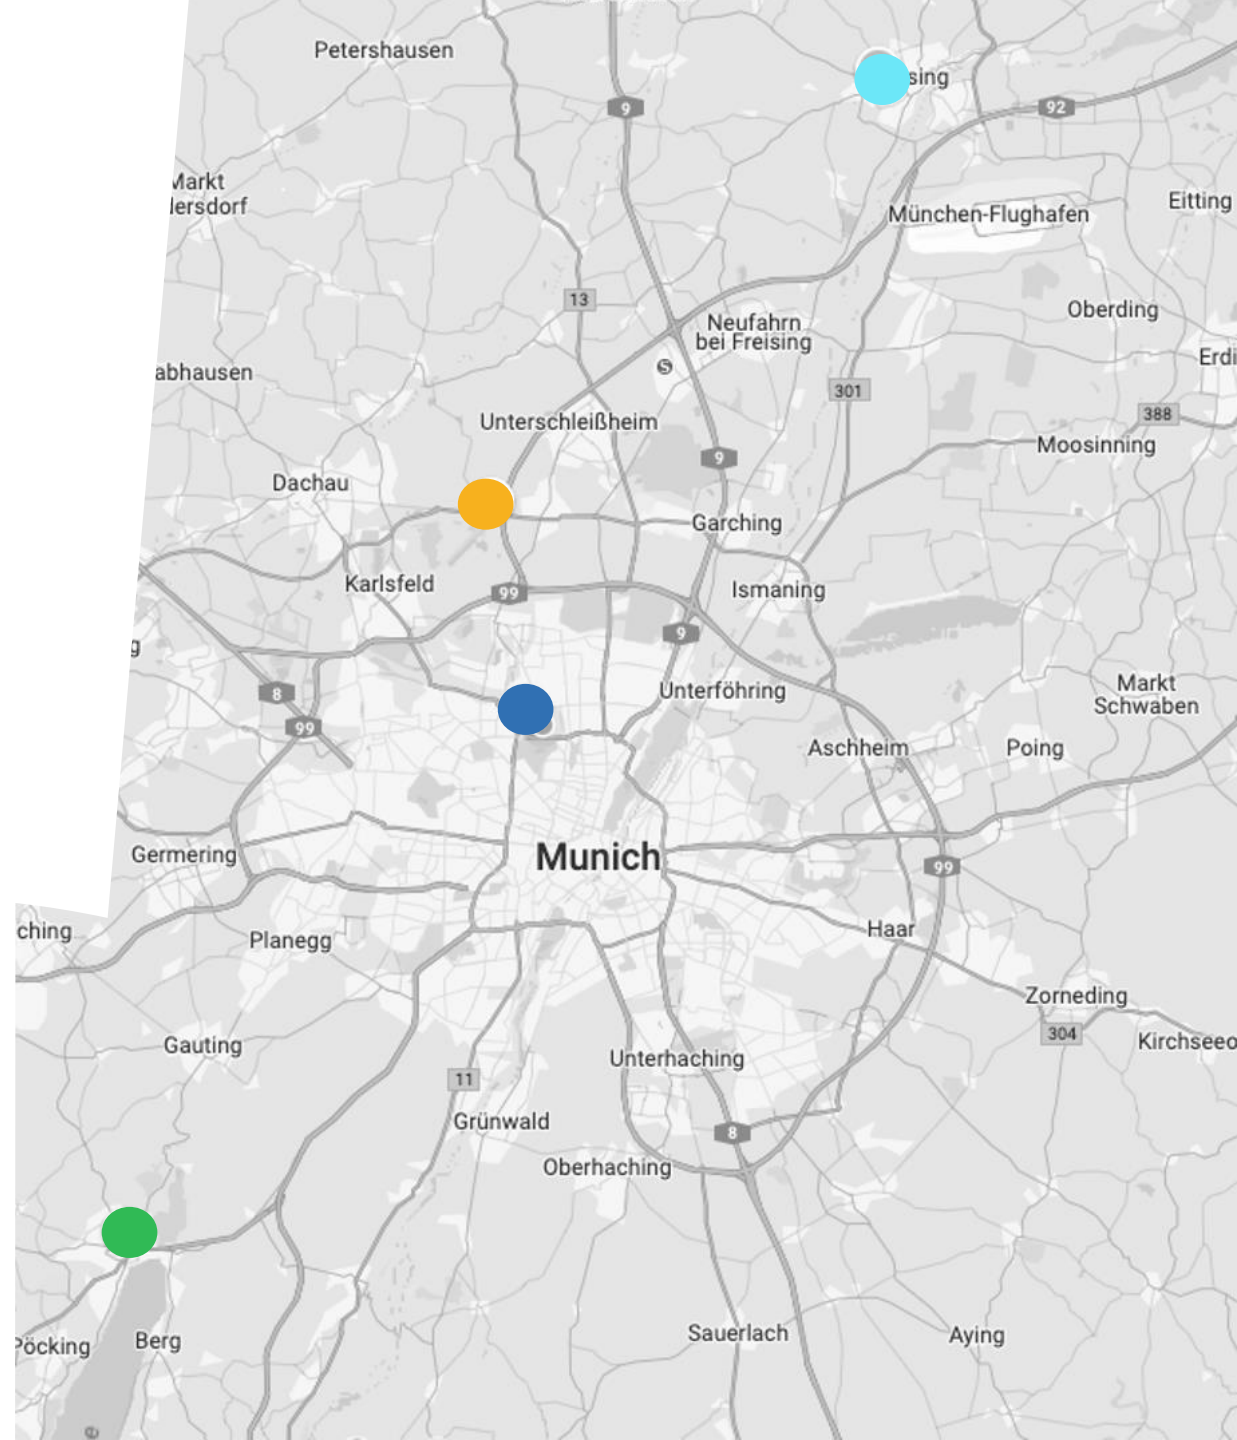 Petershausen
sing
9
92
Markt
dersdorf
Eitting
München-Flughafen
13
Oberding
Neufahrn
bei Freising
Erdi
S
abhausen
301
388
Unterschleißheim
Moosinning
9
Dachau
Garching
Karlsfeld
99
Ismaning
9
g
8
Unterföhring
Markt
Schwaben
99
Aschheim
Poing
Germering
Munich
99
ching
Planegg
Haar
Zorneding
304
Kirchseeo
Gauting
Unterhaching
11
Grünwald
8
Oberhaching
Pöcking
Berg
Sauerlach
Aying
e